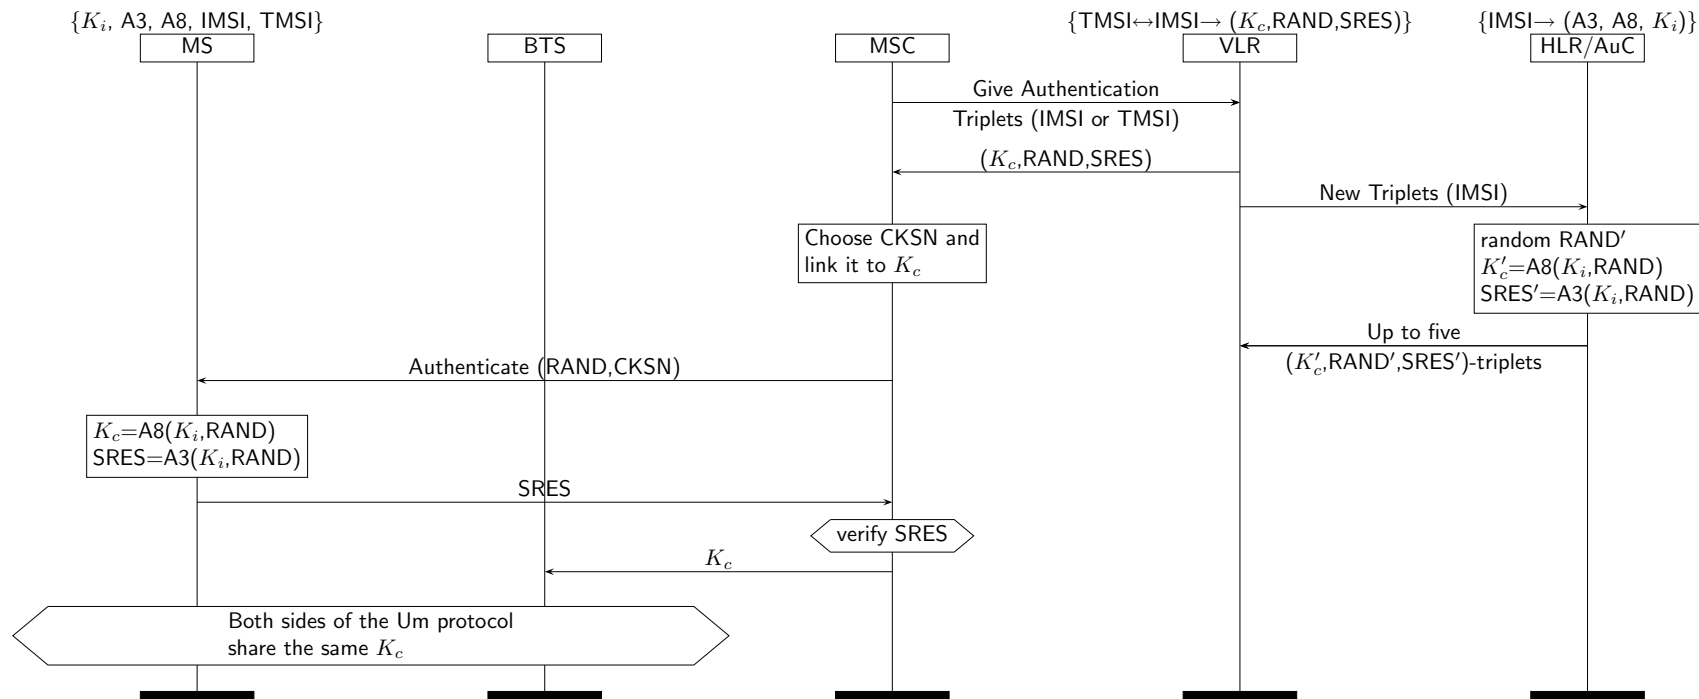 {K_i, A3, A8, IMSI, TMSI}
{TMSI↔IMSI→ (K_c,RAND,SRES)}
{IMSI→ (A3, A8, K_i)}
MS
BTS
MSC
VLR
HLR/AuC
Give Authentication
Triplets (IMSI or TMSI)
(K_c,RAND,SRES)
New Triplets (IMSI)
Choose CKSN and
link it to K_c
random RAND′
K′_c=A8(K_i,RAND)
SRES′=A3(K_i,RAND)
Up to five
(K′_c,RAND′,SRES′)-triplets
Authenticate (RAND,CKSN)
K_c=A8(K_i,RAND)
SRES=A3(K_i,RAND)
SRES
verify SRES
K_c
Both sides of the Um protocol
share the same K_c